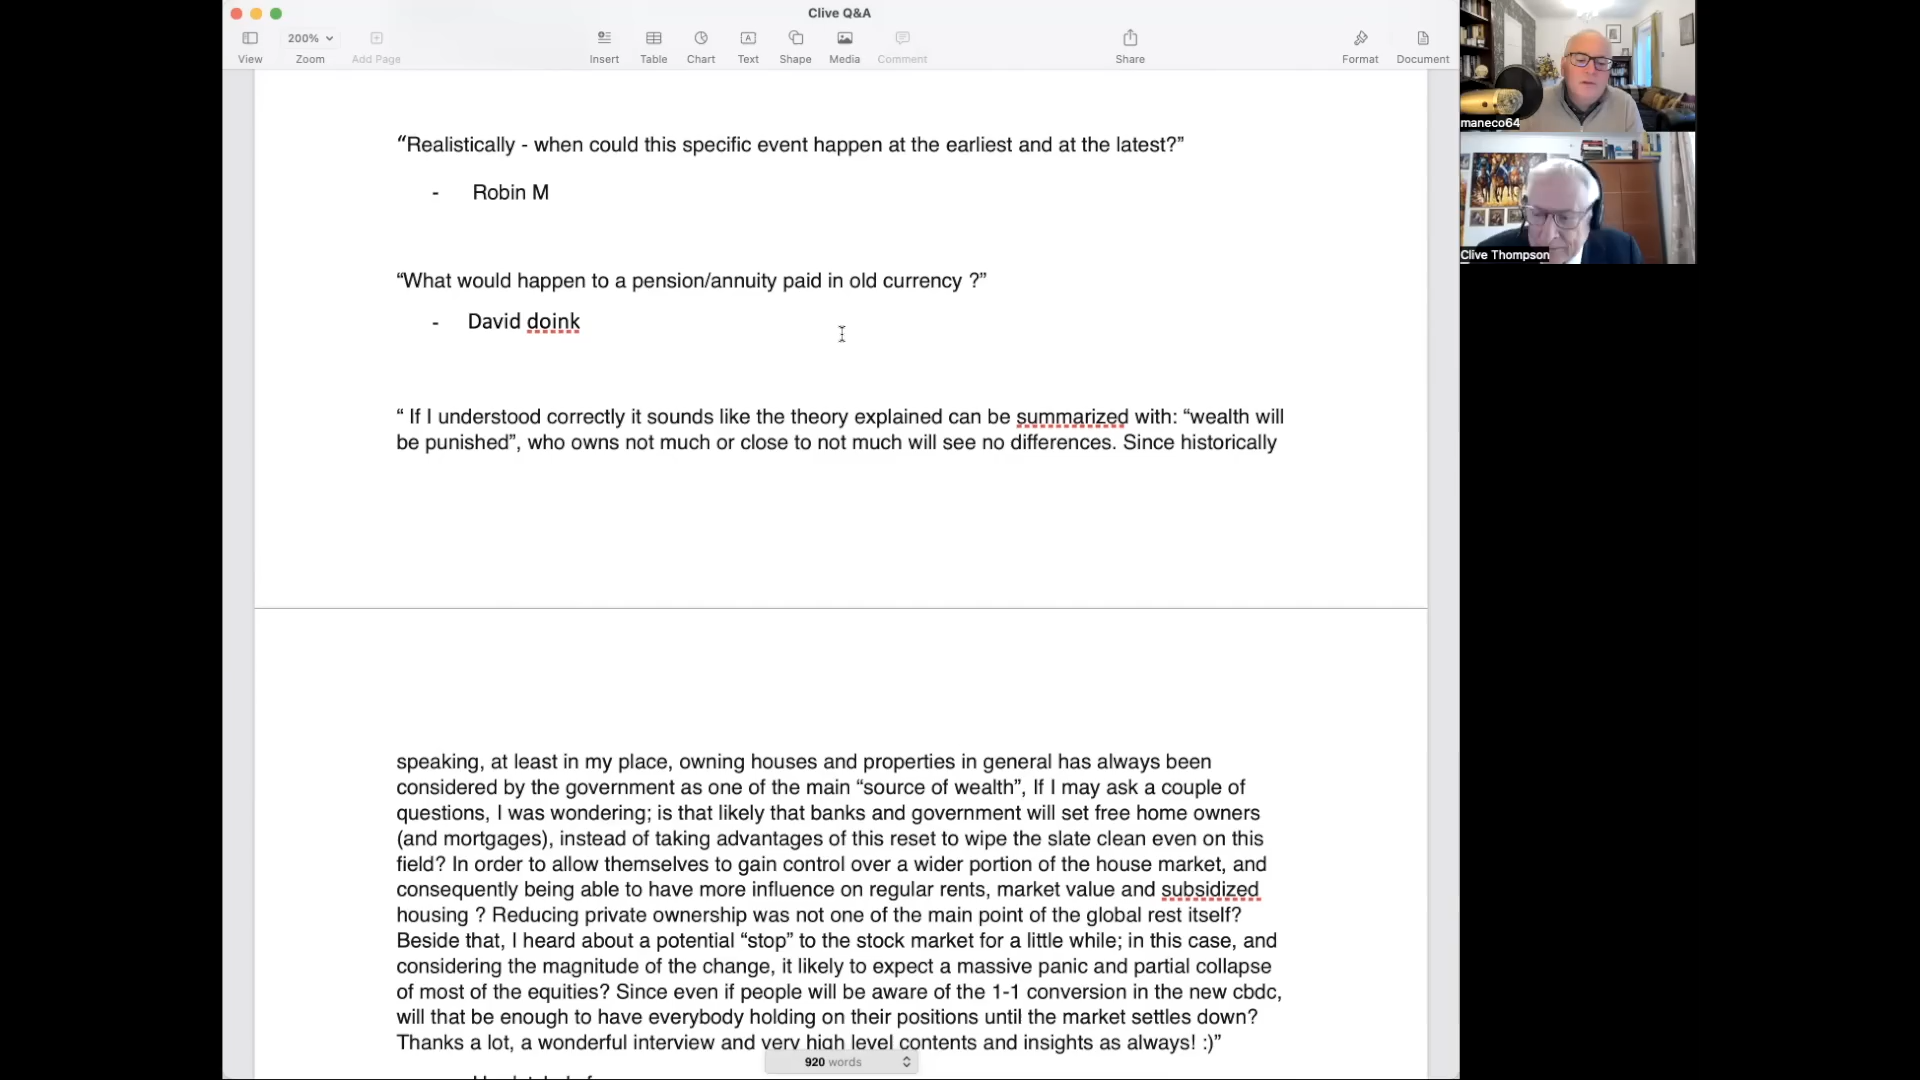 Clive Q&A
200%
View
Zoom
Add Page
Insert
Table
Chart
Text
Shape
Media
Comment
Share
Format
Document
“Realistically - when could this specific event happen at the earliest and at the latest?”
- Robin M
“What would happen to a pension/annuity paid in old currency ?”
- David doink
“ If I understood correctly it sounds like the theory explained can be summarized with: “wealth will
be punished”, who owns not much or close to not much will see no differences. Since historically
speaking, at least in my place, owning houses and properties in general has always been
considered by the government as one of the main “source of wealth”, If I may ask a couple of
questions, I was wondering; is that likely that banks and government will set free home owners
(and mortgages), instead of taking advantages of this reset to wipe the slate clean even on this
field? In order to allow themselves to gain control over a wider portion of the house market, and
consequently being able to have more influence on regular rents, market value and subsidized
housing ? Reducing private ownership was not one of the main point of the global rest itself?
Beside that, I heard about a potential “stop” to the stock market for a little while; in this case, and
considering the magnitude of the change, it likely to expect a massive panic and partial collapse
of most of the equities? Since even if people will be aware of the 1-1 conversion in the new cbdc,
will that be enough to have everybody holding on their positions until the market settles down?
Thanks a lot, a wonderful interview and very high level contents and insights as always! :)”
920 words
maneco64
Clive Thompson